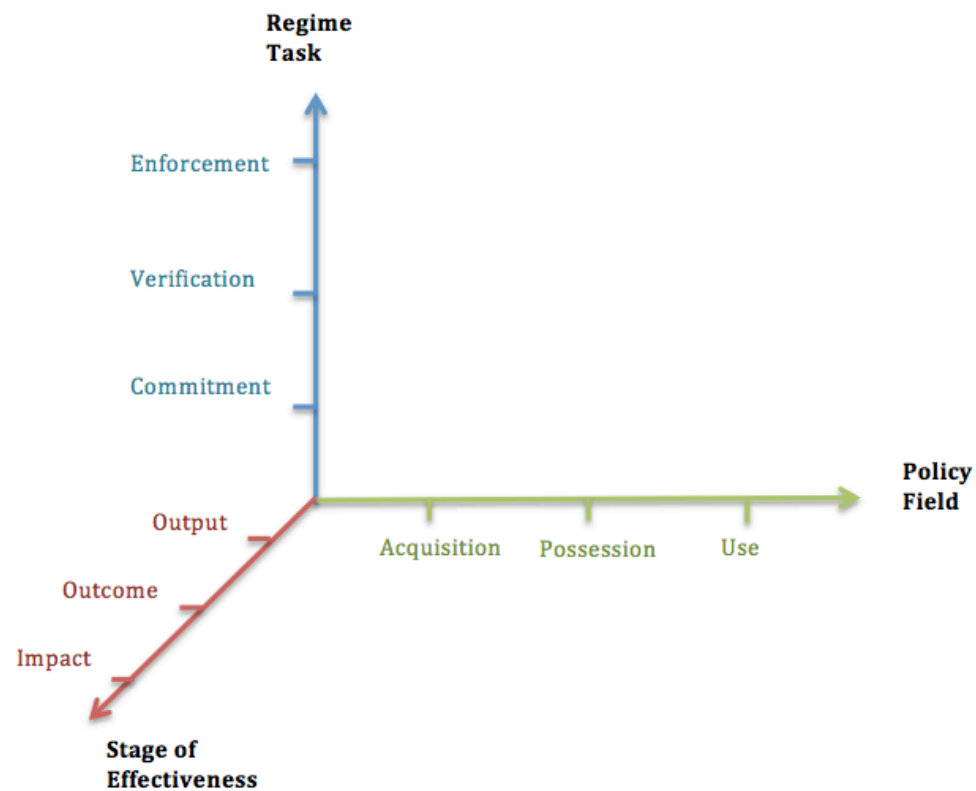 Regime
Task
Enforcement
Verification
Commitment
Policy
Field
Output
Acquisition
Possession
Use
Outcome
Impact
Stage of
Effectiveness